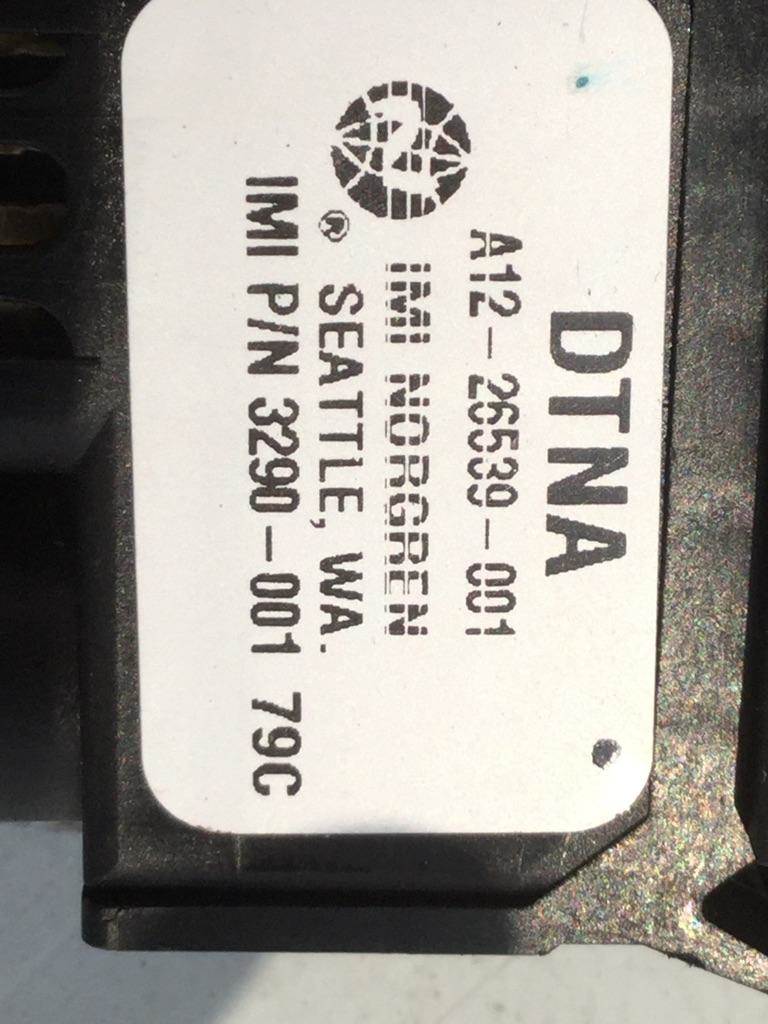 DTNA
A12-26539-001
IMI NORGREN
® SEATTLE, WA.
IMI P/N 3290-001 79C